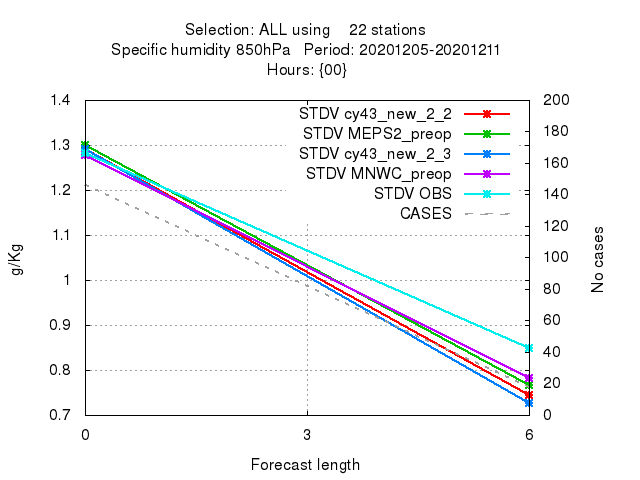 Selection: ALL using    22 stations
Specific humidity 850hPa   Period: 20201205-20201211
Hours: {00}
STDV cy43_new_2_2
STDV MEPS2_preop
STDV cy43_new_2_3
STDV MNWC_preop
STDV OBS
CASES
g/Kg
1.4
1.3
1.2
1.1
1
0.9
0.8
0.7
200
180
160
140
120
100
80
60
40
20
0
No cases
0 3 6
Forecast length